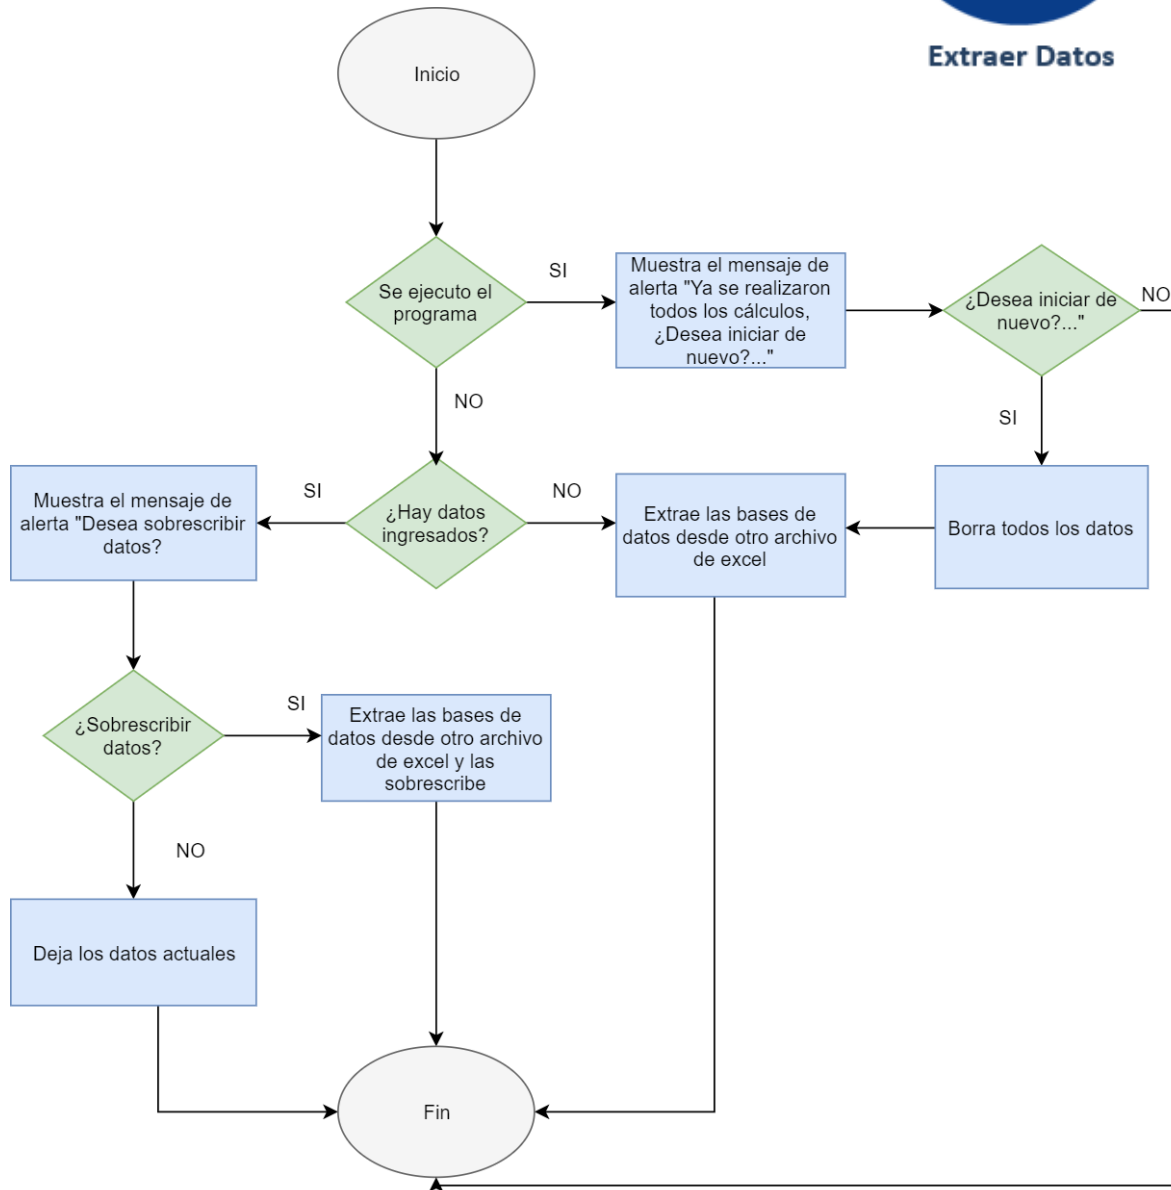 Extraer Datos
Inicio
Se ejecuto el
programa
SI
Muestra el mensaje de
alerta "Ya se realizaron
todos los cálculos,
¿Desea iniciar de
nuevo?..."
¿Desea iniciar de
nuevo?..."
NO
NO
SI
Muestra el mensaje de
alerta "Desea sobrescribir
datos?
SI
¿Hay datos
ingresados?
NO
Extrae las bases de
datos desde otro archivo
de excel
Borra todos los datos
¿Sobrescribir
datos?
SI
Extrae las bases de
datos desde otro archivo
de excel y las
sobrescribe
NO
Deja los datos actuales
Fin